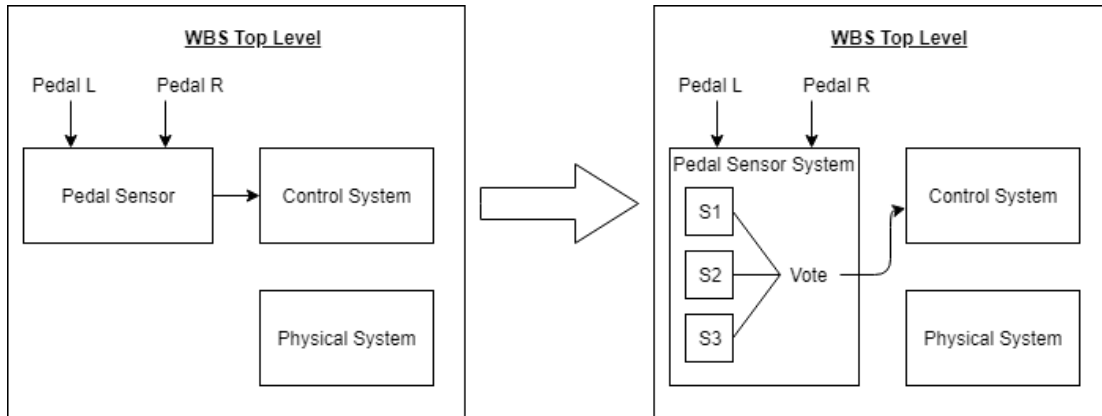 WBS Top Level
Pedal L
Pedal R
Pedal Sensor
Control System
Physical System
WBS Top Level
Pedal L
Pedal R
Pedal Sensor System
S1
S2
S3
Vote
Control System
Physical System